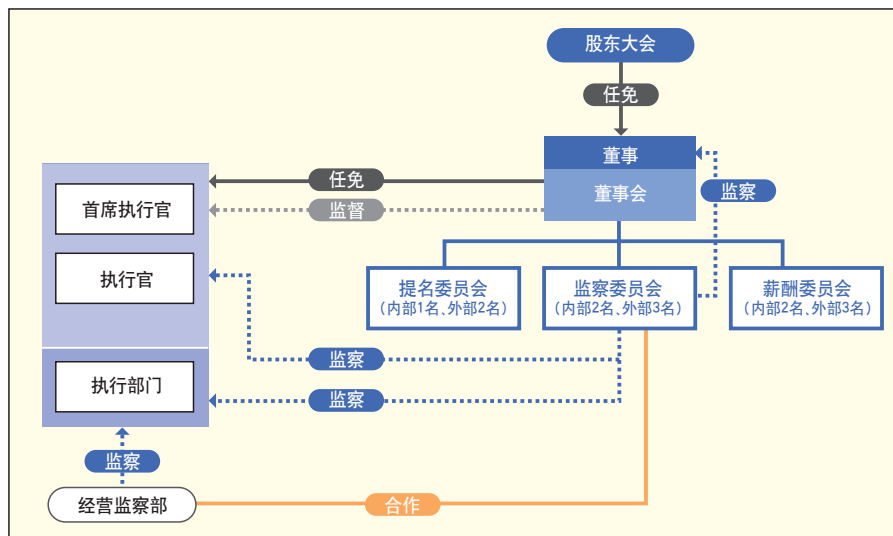 股东大会
任免
董事
董事会
监察
任免
监督
首席执行官
执行官
提名委员会
（内部1名、外部2名）
监察委员会
（内部2名、外部3名）
薪酬委员会
（内部2名、外部3名）
监察
执行部门
监察
监察
经营监察部
合作